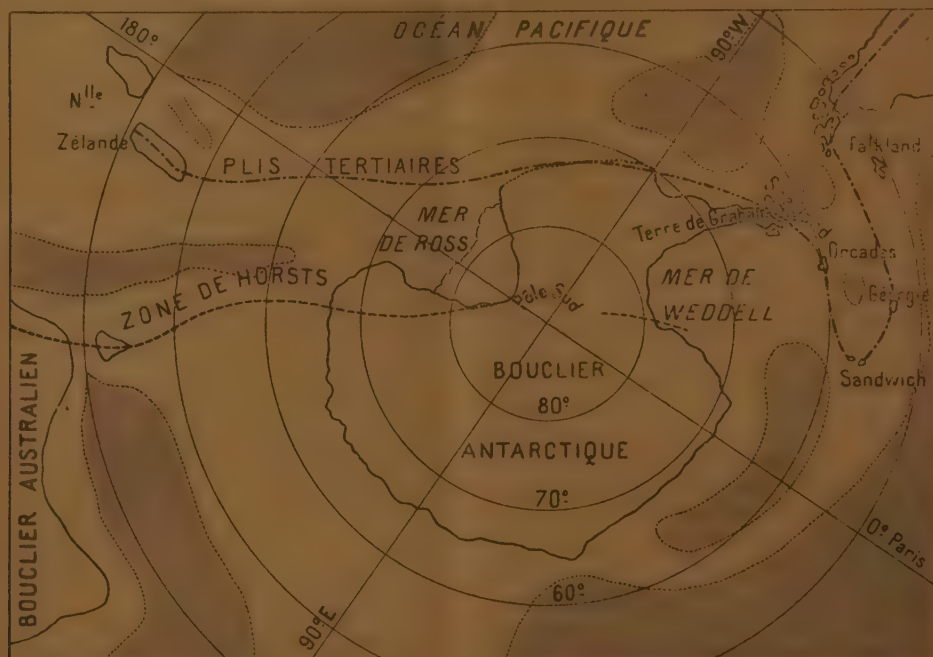 OCÉAN PACIFIQUE
180°
90°W
Nlle
Zélande
PLIS TERTIAIRES
Falkland
MER
DE ROSS
Terre de Graham
Orcades
ZONE DE HORSTS
Pôle Sud
MER DE
WEDDELL
Georgie
BOUCLIER
80°
Sandwich
ANTARCTIQUE
70°
BOUCLIER AUSTRALIEN
60°
0° Paris
90°E